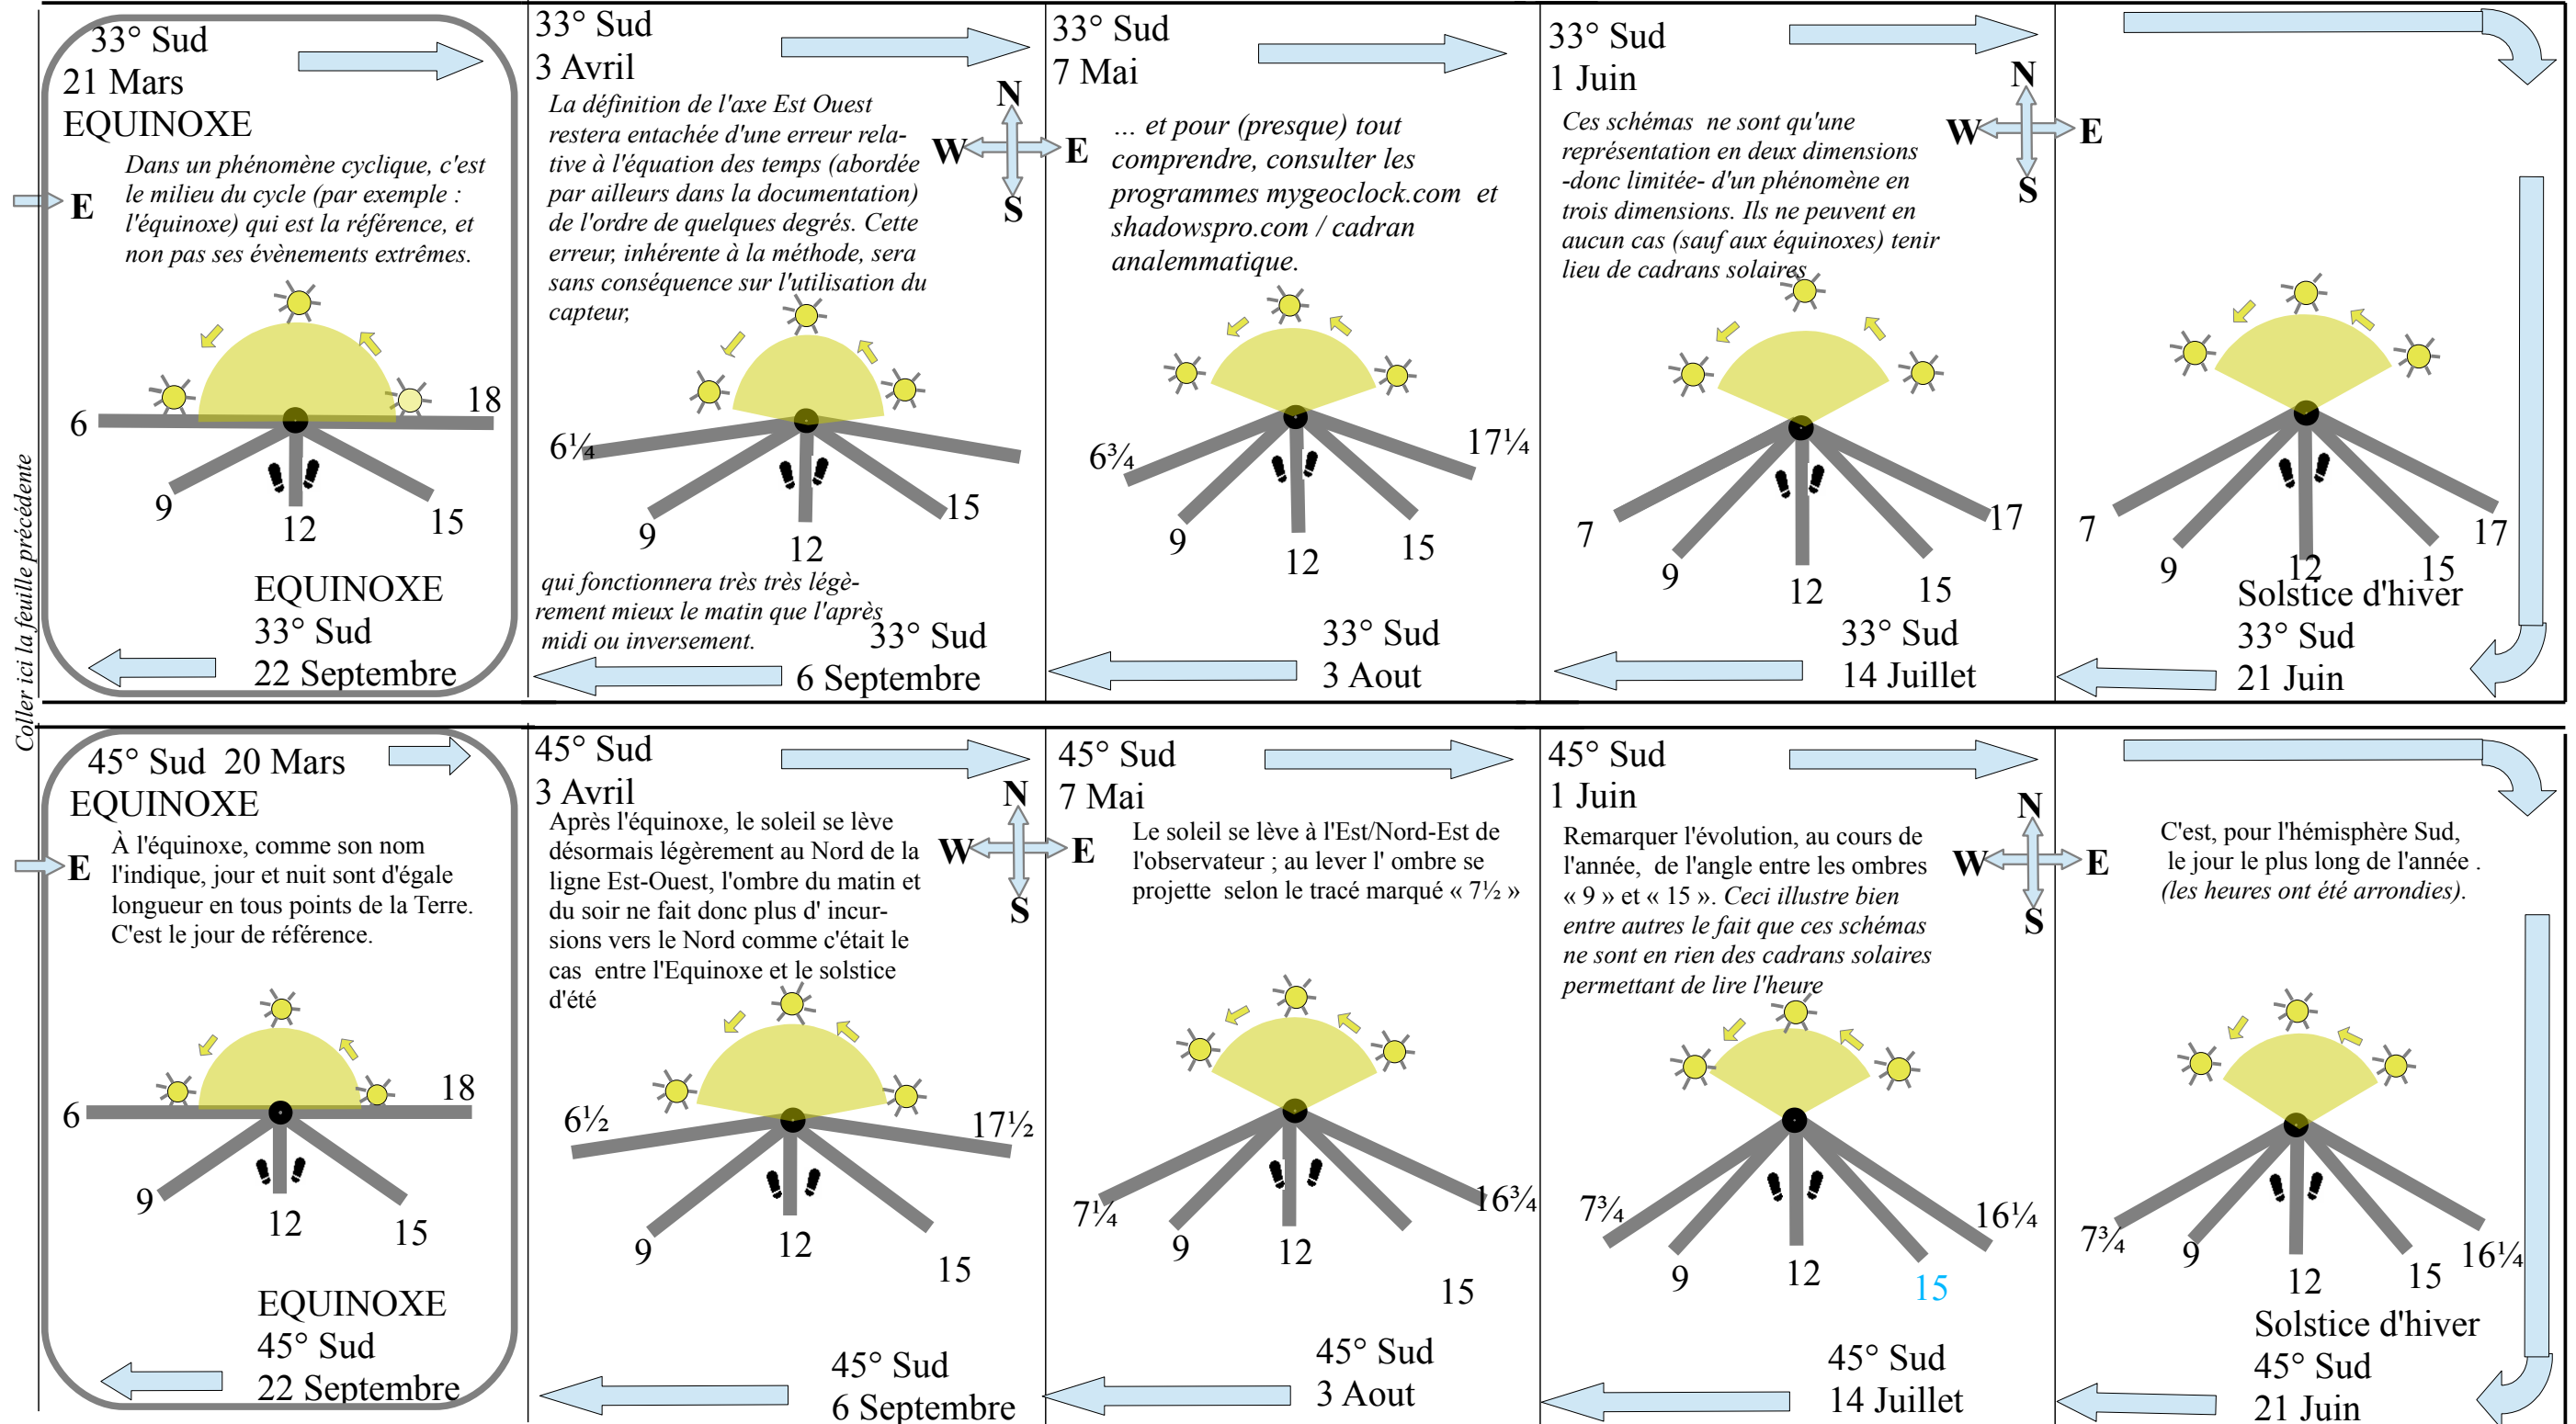 Coller ici la feuille précédente
33° Sud
21 Mars
EQUINOXE
Dans un phénomène cyclique, c'est
le milieu du cycle (par exemple :
l'équinoxe) qui est la référence, et
non pas ses évènements extrêmes.
E
6
18
9
12
15
EQUINOXE
33° Sud
22 Septembre
33° Sud
3 Avril
La définition de l'axe Est Ouest
restera entachée d'une erreur rela-
tive à l'équation des temps (abordée
par ailleurs dans la documentation)
de l'ordre de quelques degrés. Cette
erreur, inhérente à la méthode, sera
sans conséquence sur l'utilisation du
capteur,
N
W
E
S
6¼
9
12
15
qui fonctionnera très très légè-
rement mieux le matin que l'après
midi ou inversement.
33° Sud
6 Septembre
33° Sud
7 Mai
... et pour (presque) tout
comprendre, consulter les
programmes mygeoclock.com et
shadowspro.com / cadran
analemmatique.
6¾
17¼
9
12
15
33° Sud
3 Aout
33° Sud
1 Juin
Ces schémas ne sont qu'une
représentation en deux dimensions
-donc limitée- d'un phénomène en
trois dimensions. Ils ne peuvent en
aucun cas (sauf aux équinoxes) tenir
lieu de cadrans solaires
N
W
E
S
7
17
9
12
15
33° Sud
14 Juillet
7
17
9
12
15
Solstice d'hiver
33° Sud
21 Juin
45° Sud 20 Mars
EQUINOXE
À l'équinoxe, comme son nom
l'indique, jour et nuit sont d'égale
longueur en tous points de la Terre.
C'est le jour de référence.
E
6
18
9
12
15
EQUINOXE
45° Sud
22 Septembre
45° Sud
3 Avril
Après l'équinoxe, le soleil se lève
désormais légèrement au Nord de la
ligne Est-Ouest, l'ombre du matin et
du soir ne fait donc plus d' incur-
sions vers le Nord comme c'était le
cas entre l'Equinoxe et le solstice
d'été
N
W
E
S
6½
17½
9
12
15
45° Sud
6 Septembre
45° Sud
7 Mai
Le soleil se lève à l'Est/Nord-Est de
l'observateur ; au lever l' ombre se
projette selon le tracé marqué « 7½ »
7¼
16¾
9
12
15
45° Sud
3 Aout
45° Sud
1 Juin
Remarquer l'évolution, au cours de
l'année, de l'angle entre les ombres
« 9 » et « 15 ». Ceci illustre bien
entre autres le fait que ces schémas
ne sont en rien des cadrans solaires
permettant de lire l'heure
N
W
E
S
7¾
16¼
9
12
15
45° Sud
14 Juillet
C'est, pour l'hémisphère Sud,
le jour le plus long de l'année .
(les heures ont été arrondies).
7¾
16¼
9
12
15
Solstice d'hiver
45° Sud
21 Juin